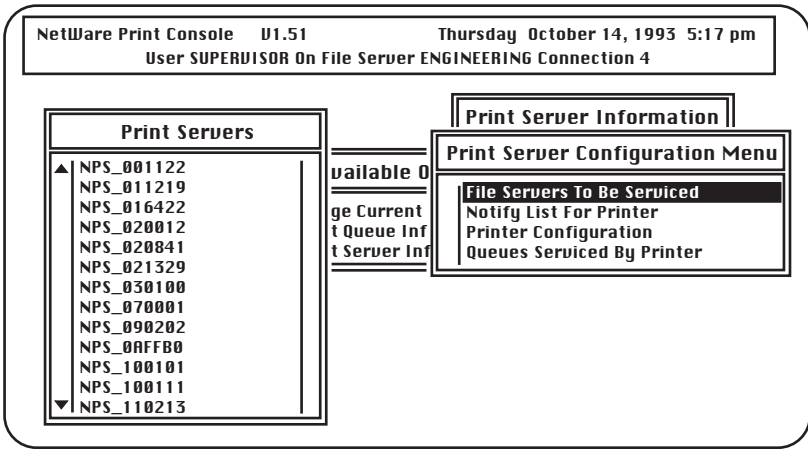 NetWare Print Console V1.51 Thursday October 14, 1993 5:17 pm
User SUPERVISOR On File Server ENGINEERING Connection 4
Print Servers
NPS_001122
NPS_011219
NPS_016422
NPS_020012
NPS_020841
NPS_021329
NPS_030100
NPS_070001
NPS_090202
NPS_0AFFB0
NPS_100101
NPS_100111
NPS_110213
vailable O
ge Current
t Queue Inf
t Server Inf
Print Server Information
Print Server Configuration Menu
File Servers To Be Serviced
Notify List For Printer
Printer Configuration
Queues Serviced By Printer